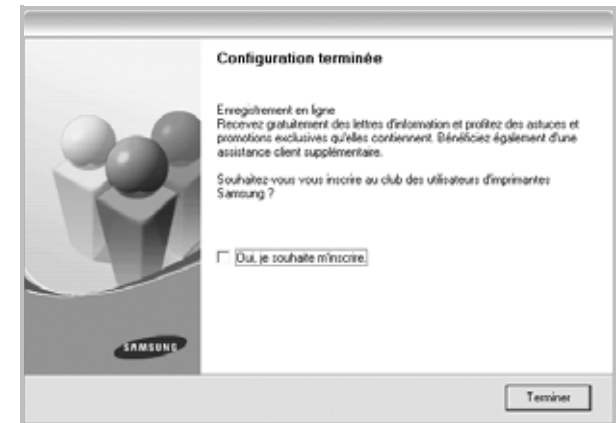 Configuration terminée
Enregistrement en ligne
Recevez gratuitement des lettres d'information et profitez des astuces et
promotions exclusives qu'elles contiennent. Bénéficiez également d'une
assistance client supplémentaire.
Souhaitez-vous vous inscrire au club des utilisateurs d'imprimantes
Samsung ?
Oui, je souhaite m'inscrire.
SAMSUNG
Terminer